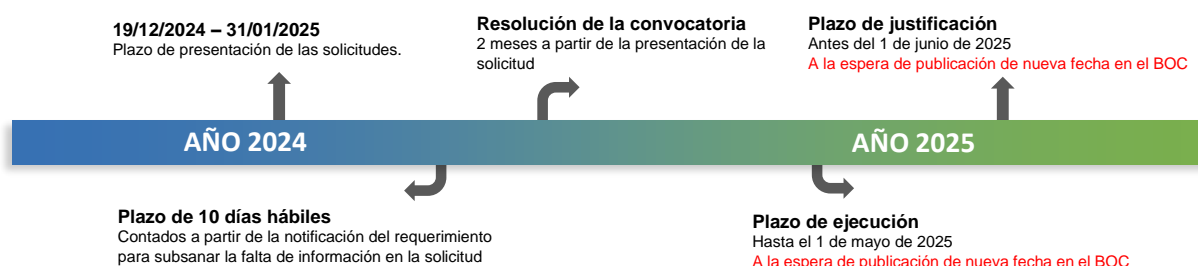 19/12/2024 – 31/01/2025
Plazo de presentación de las solicitudes.
Resolución de la convocatoria
2 meses a partir de la presentación de la
solicitud
Plazo de justificación
Antes del 1 de junio de 2025
A la espera de publicación de nueva fecha en el BOC
AÑO 2024
AÑO 2025
Plazo de 10 días hábiles
Contados a partir de la notificación del requerimiento
para subsanar la falta de información en la solicitud
Plazo de ejecución
Hasta el 1 de mayo de 2025
A la espera de publicación de nueva fecha en el BOC